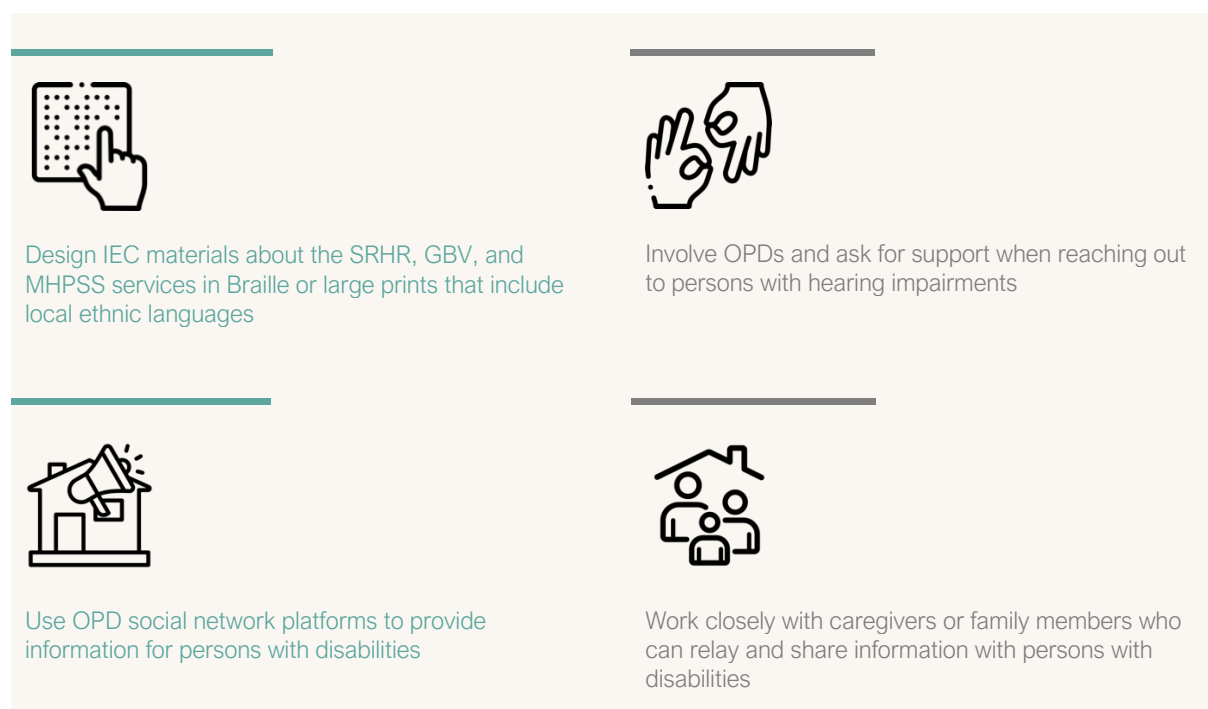 Design IEC materials about the SRHR, GBV, and
MHPSS services in Braille or large prints that include
local ethnic languages
Involve OPDs and ask for support when reaching out
to persons with hearing impairments
Use OPD social network platforms to provide
information for persons with disabilities
Work closely with caregivers or family members who
can relay and share information with persons with
disabilities